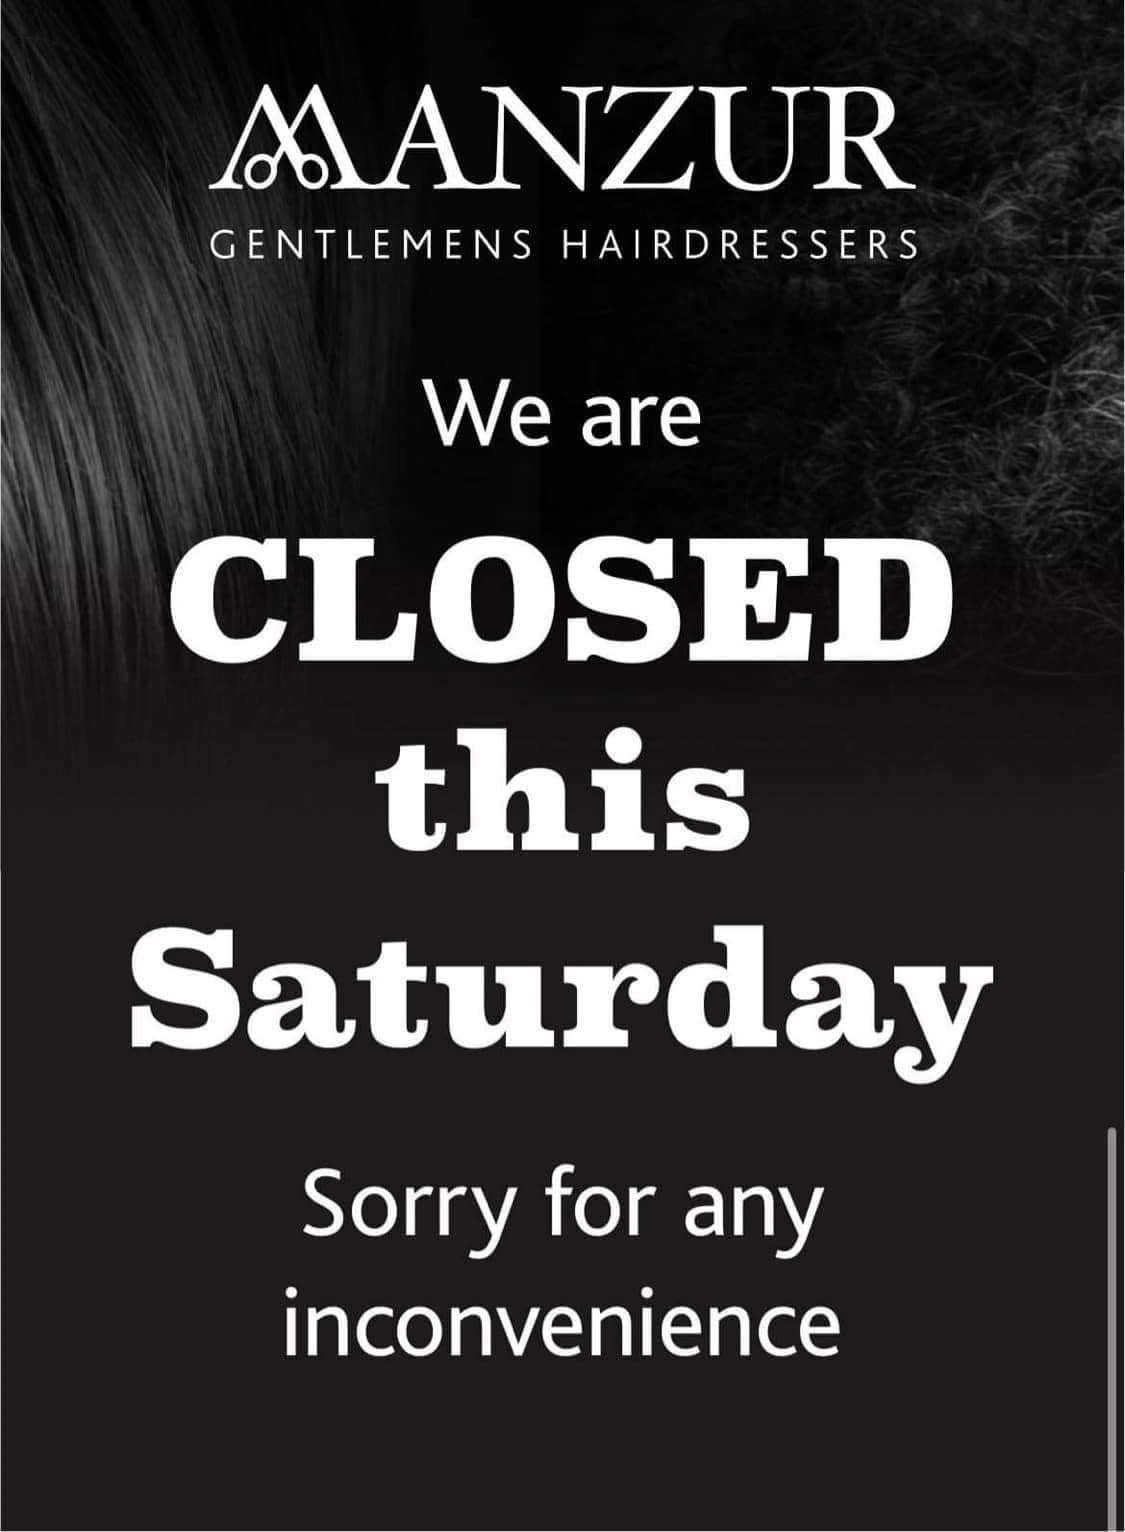 MANZUR
GENTLEMENS HAIRDRESSERS
We are
CLOSED
this
Saturday
Sorry for any
inconvenience